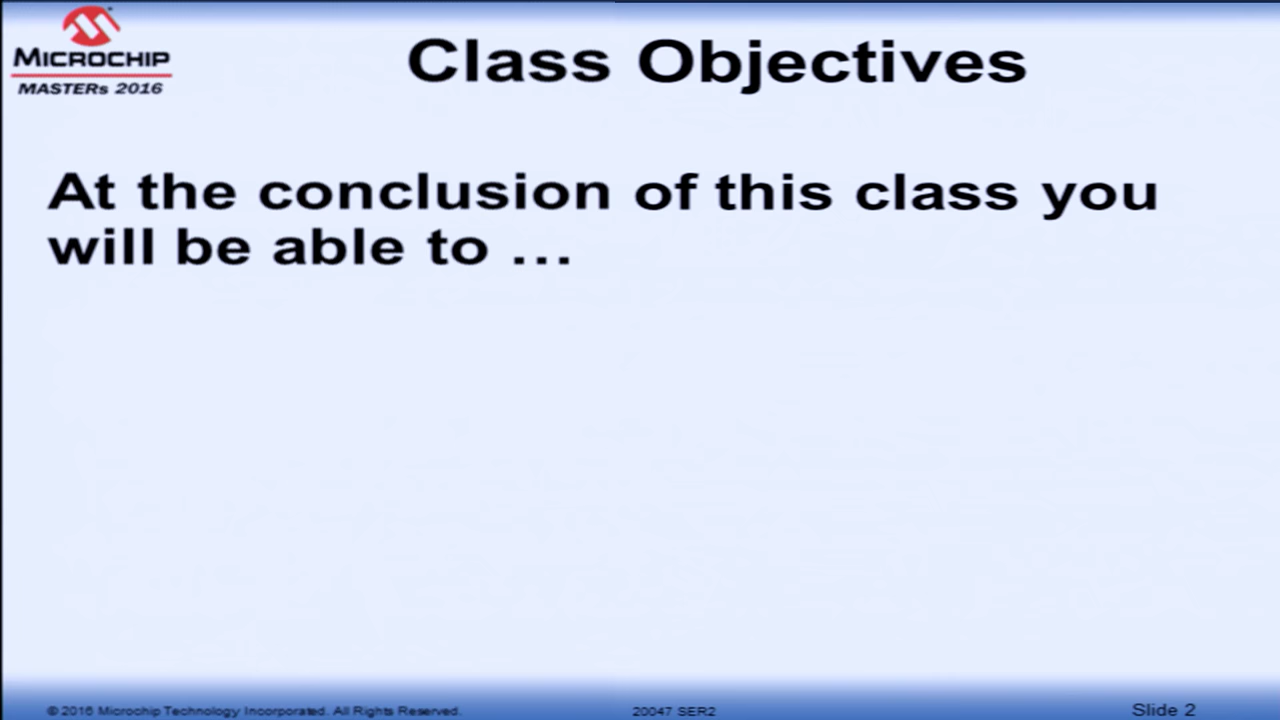 MICROCHIP
MASTERs 2016
Class Objectives
At the conclusion of this class you
will be able to …
© 2016 Microchip Technology Incorporated. All Rights Reserved.
20047 SER2
Slide 2